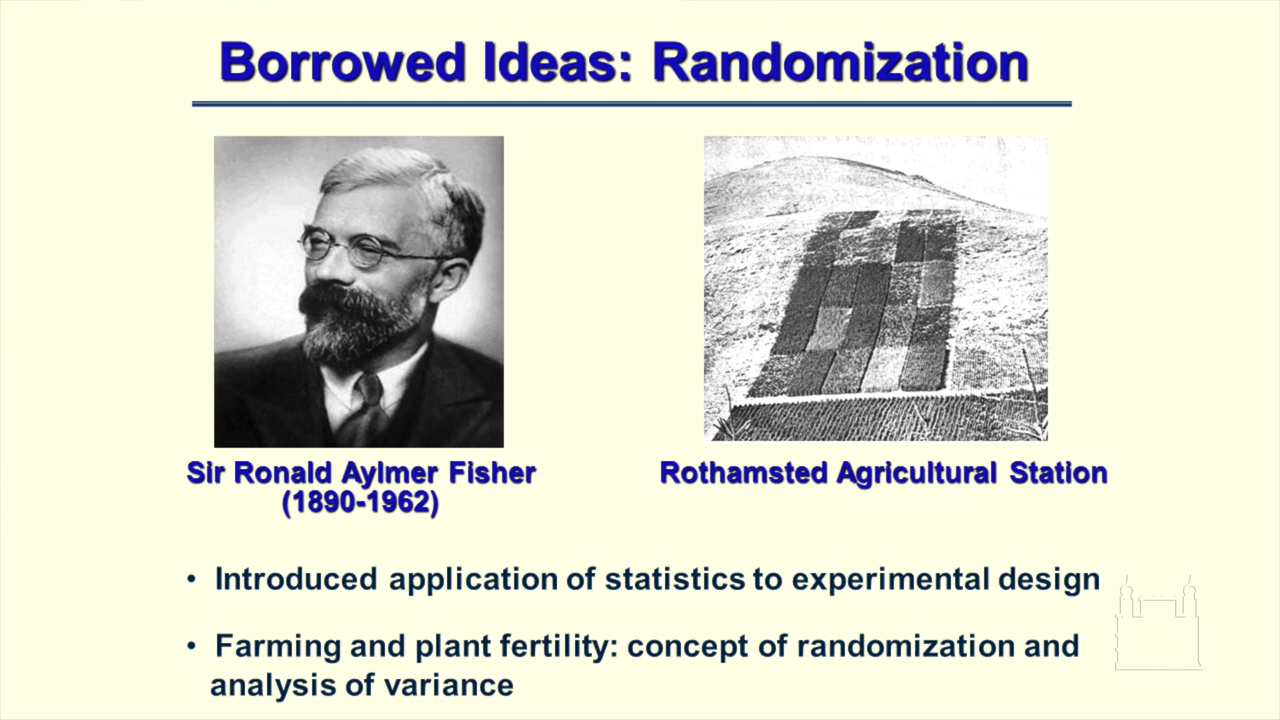 Borrowed Ideas: Randomization
Sir Ronald Aylmer Fisher
(1890-1962)
Rothamsted Agricultural Station
• Introduced application of statistics to experimental design
• Farming and plant fertility: concept of randomization and
analysis of variance